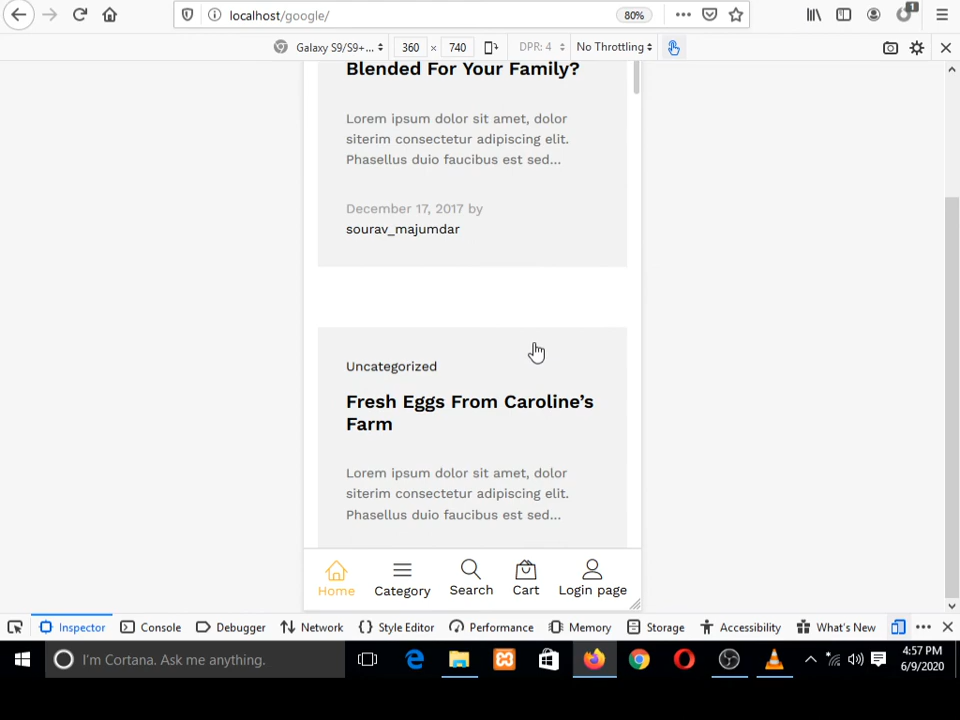 localhost/google/
80%
1
Galaxy S9/S9+...
360 × 740
DPR: 4
No Throttling
Blended For Your Family?
Lorem ipsum dolor sit amet, dolor
siterim consectetur adipiscing elit.
Phasellus duio faucibus est sed...
December 17, 2017 by
sourav_majumdar
Uncategorized
Fresh Eggs From Caroline's
Farm
Lorem ipsum dolor sit amet, dolor
siterim consectetur adipiscing elit.
Phasellus duio faucibus est sed...
Home
Category
Search
Cart
Login page
Inspector
Console
Debugger
Network
Style Editor
Performance
Memory
Storage
Accessibility
What's New
I'm Cortana. Ask me anything.
4:57 PM
6/9/2020